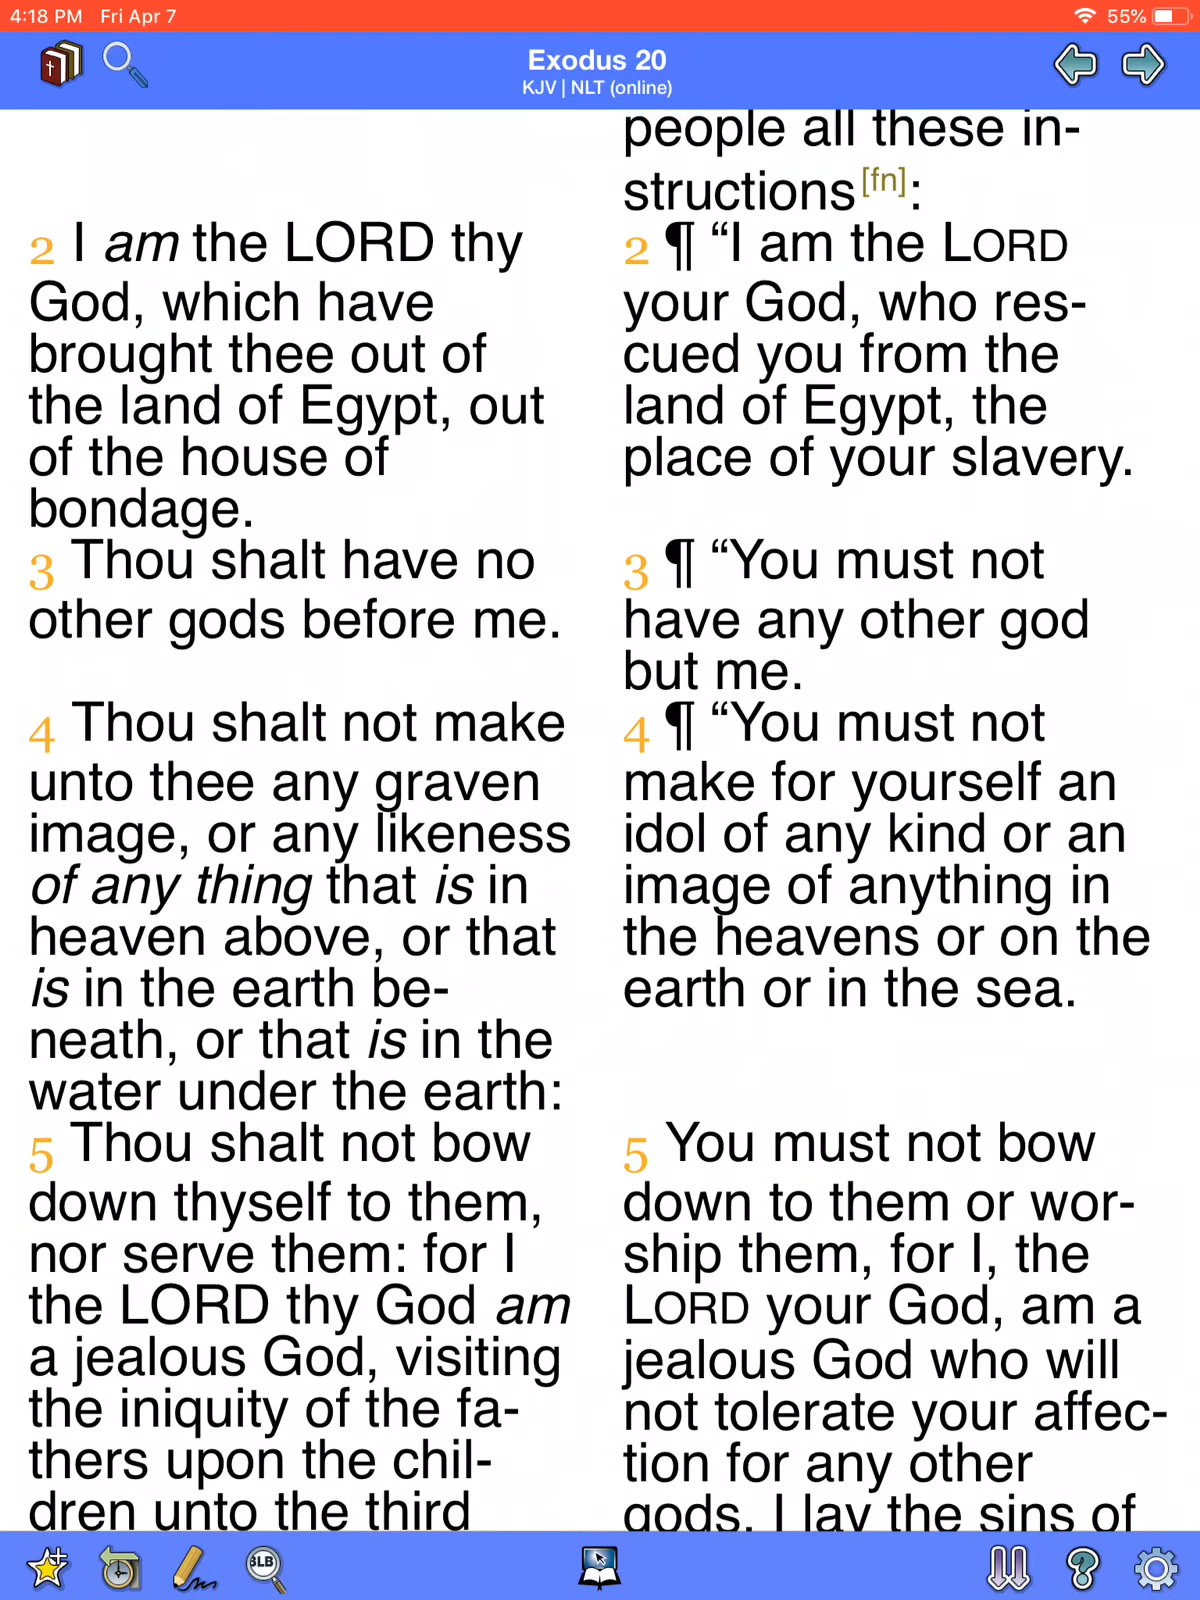 4:18 PM Fri Apr 7
55%
Exodus 20
KJV | NLT (online)
people all these in-
structions[fn]:
2 I am the LORD thy
God, which have
brought thee out of
the land of Egypt, out
of the house of
bondage.
2 ¶ “I am the LORD
your God, who res-
cued you from the
land of Egypt, the
place of your slavery.
3 Thou shalt have no
other gods before me.
3 ¶ “You must not
have any other god
but me.
4 Thou shalt not make
unto thee any graven
image, or any likeness
of any thing that is in
heaven above, or that
is in the earth be-
neath, or that is in the
water under the earth:
4 ¶ “You must not
make for yourself an
idol of any kind or an
image of anything in
the heavens or on the
earth or in the sea.
5 Thou shalt not bow
down thyself to them,
nor serve them: for I
the LORD thy God am
a jealous God, visiting
the iniquity of the fa-
thers upon the chil-
dren unto the third
5 You must not bow
down to them or wor-
ship them, for I, the
LORD your God, am a
jealous God who will
not tolerate your affec-
tion for any other
gods. I lay the sins of
BLB